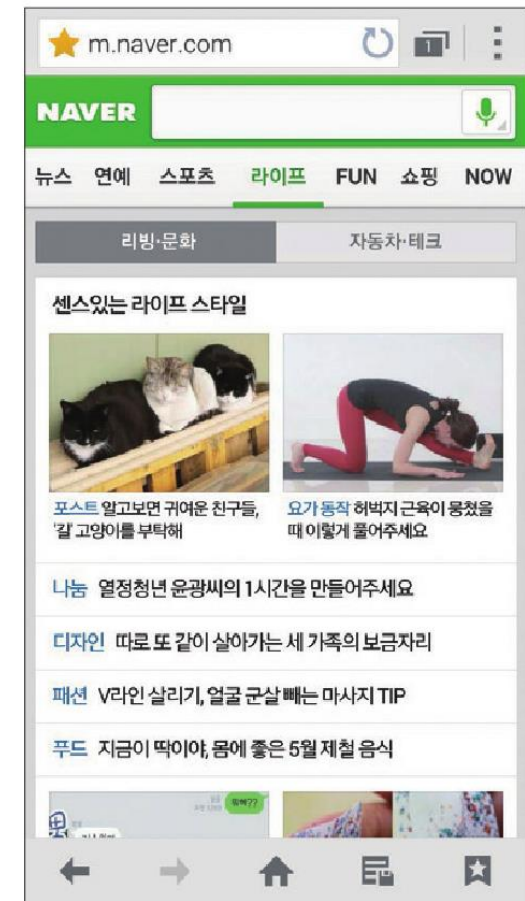 m.naver.com
1
NAVER
뉴스 연예 스포츠 라이프 FUN 쇼핑 NOW
리빙·문화 자동차·테크
센스있는 라이프 스타일
포스트 알고보면 귀여운 친구들,
'길' 고양이를 부탁해
요가 동작 허벅지 근육이 뭉쳤을
때 이렇게 풀어주세요
나눔 열정청년 윤광씨의 1시간을 만들어주세요
디자인 따로 또 같이 살아가는 세 가족의 보금자리
패션 V라인 살리기, 얼굴 군살 빼는 마사지 TIP
푸드 지금이 딱이야, 몸에 좋은 5월 제철 음식